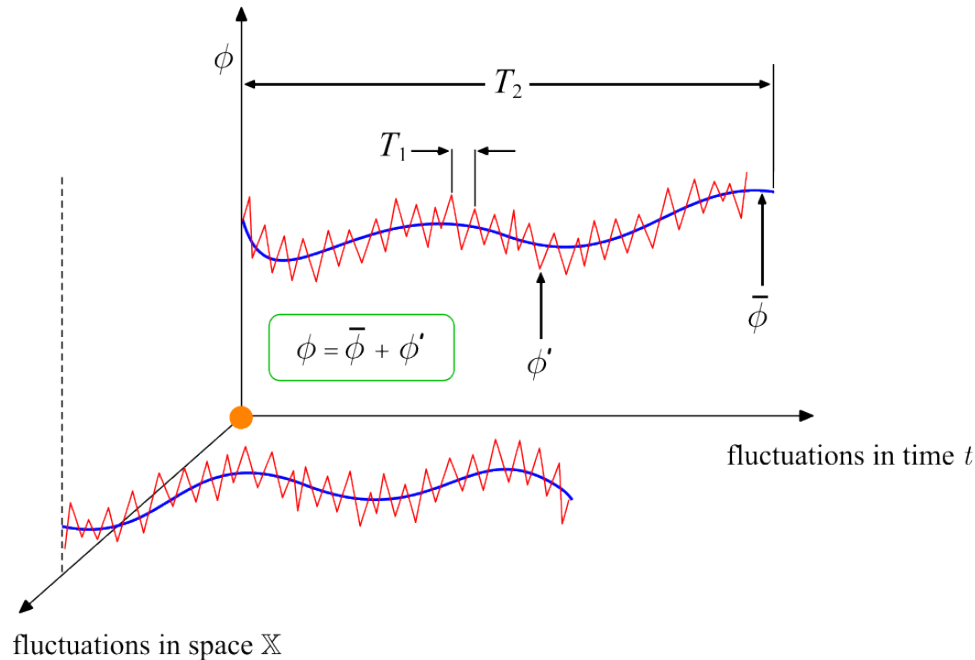 ϕ
T₂
T₁
ϕ̅
ϕ = ϕ̅ + ϕ'
ϕ'
fluctuations in time t
fluctuations in space 𝕏